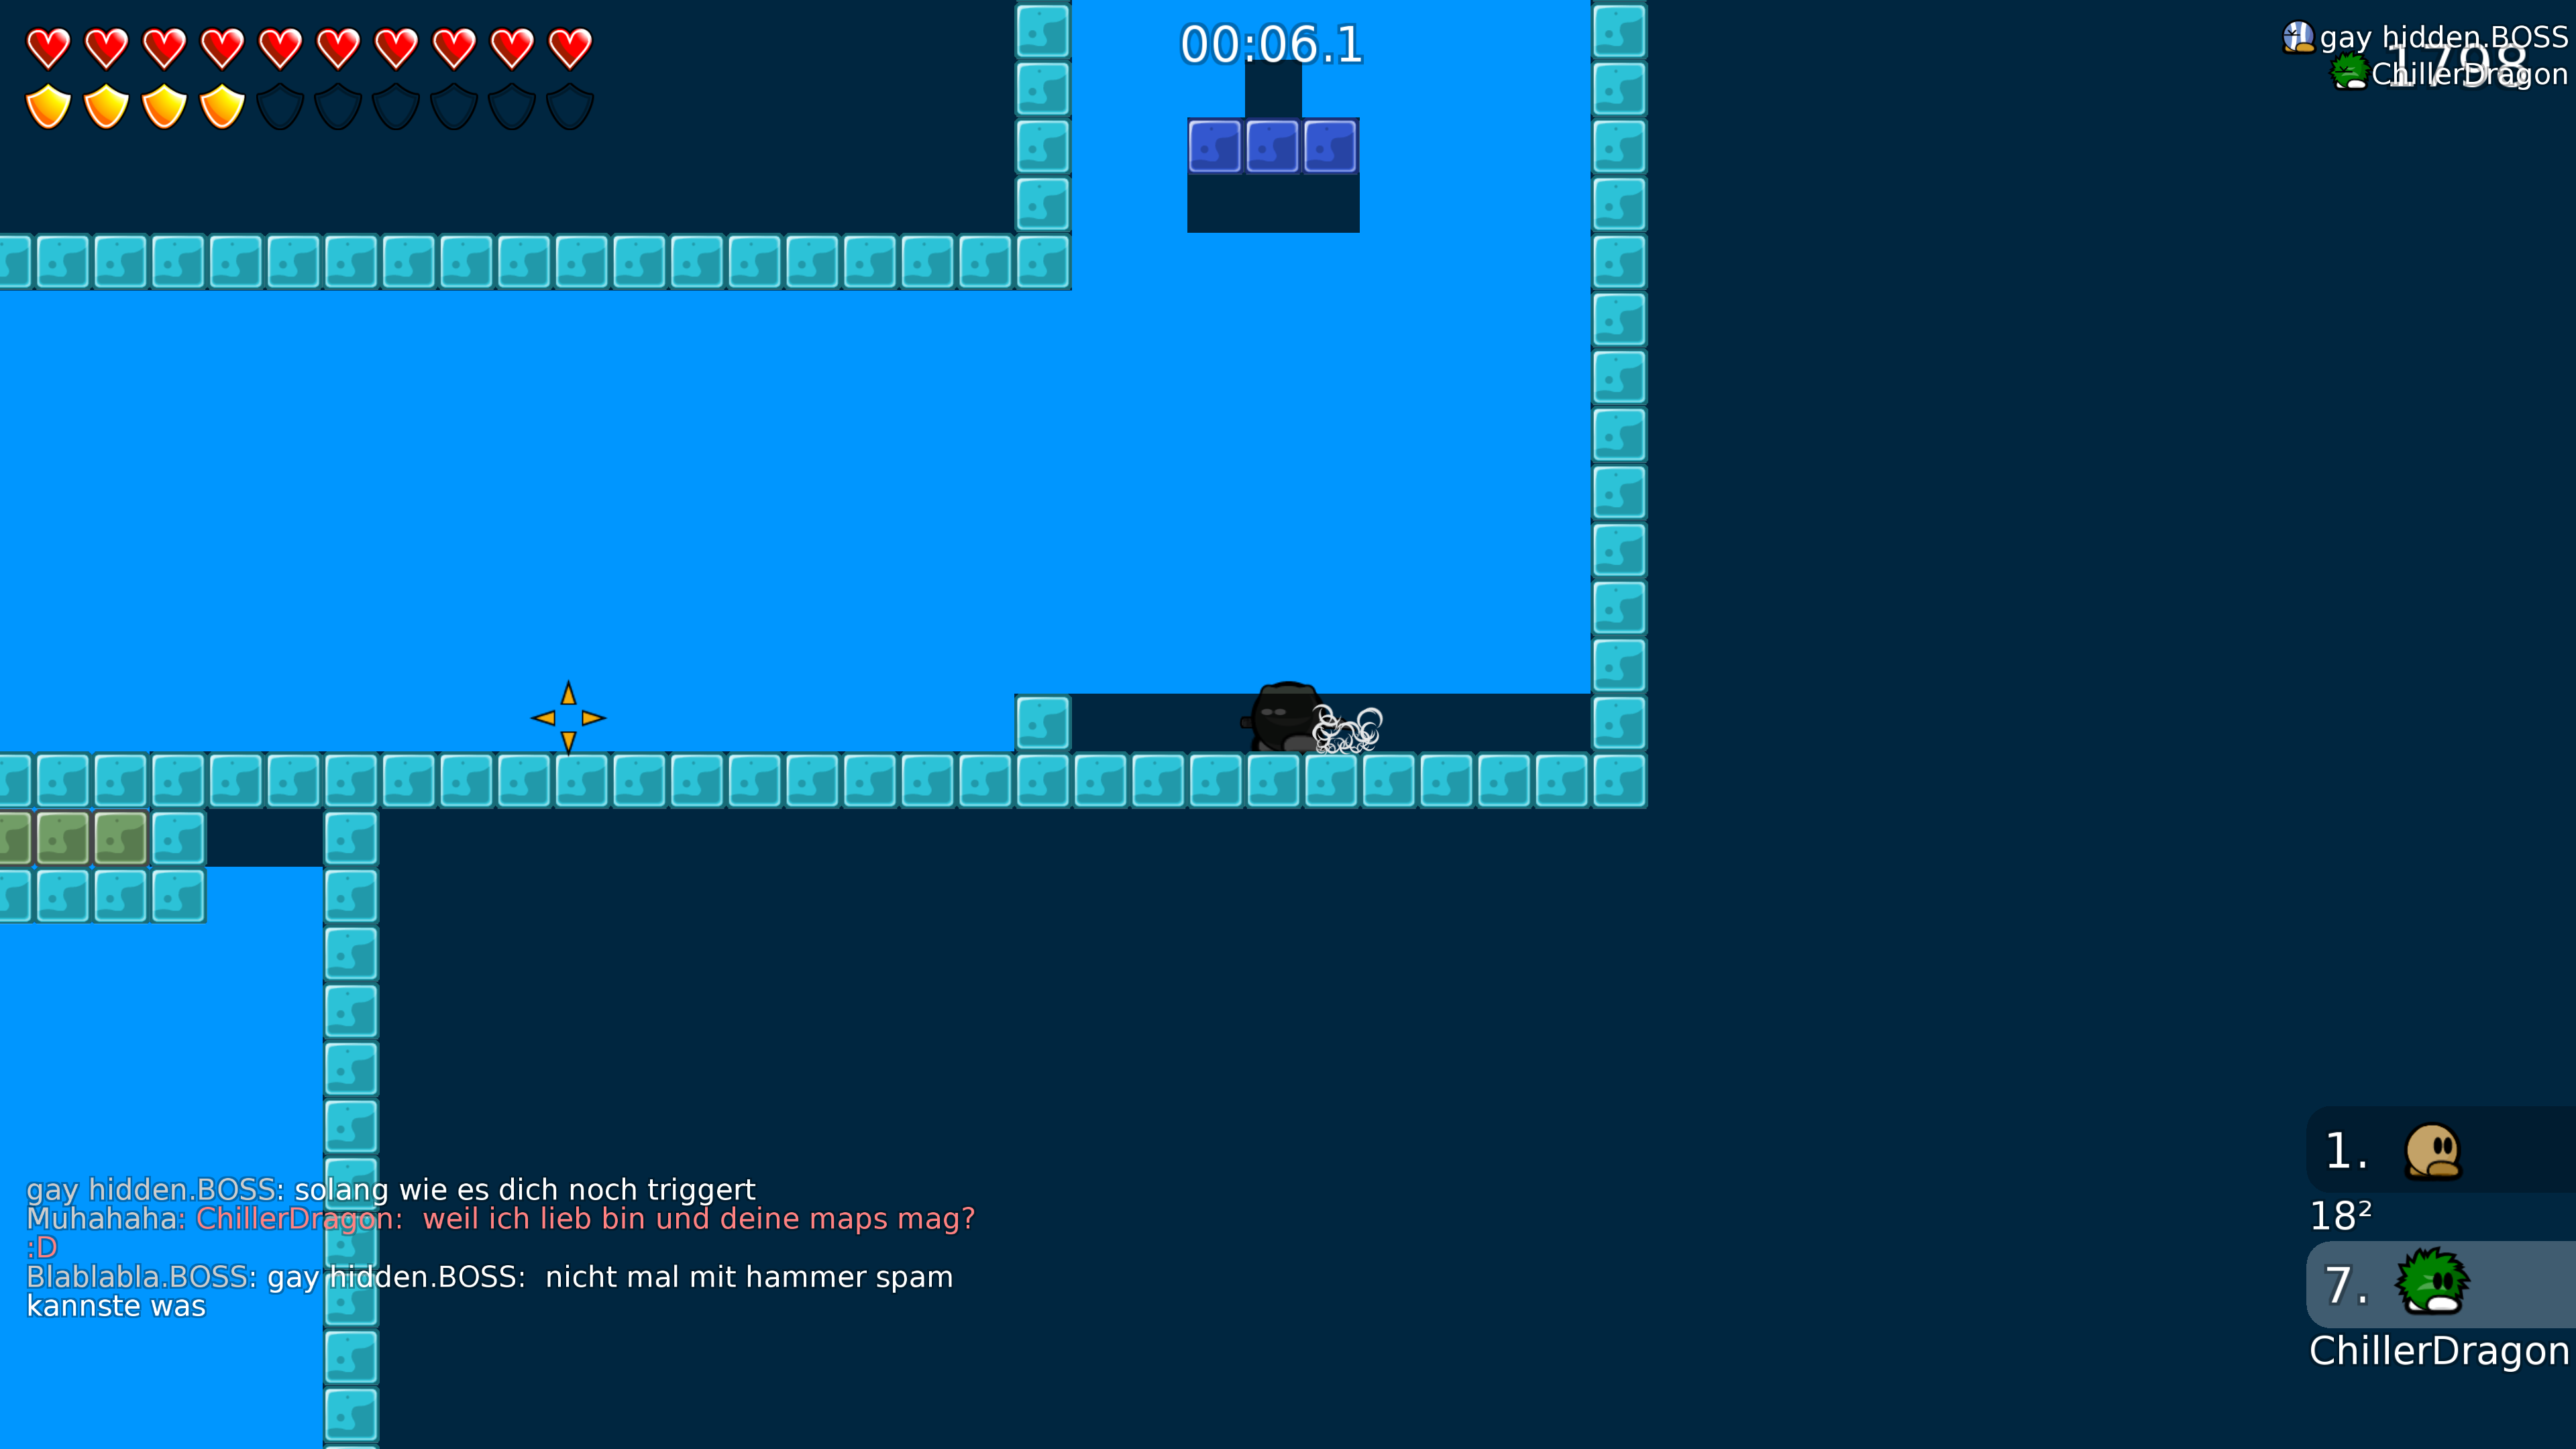 00:06.1
gay hidden.BOSS
1798
ChillerDragon
1.
18²
7.
ChillerDragon
gay hidden.BOSS: solang wie es dich noch triggert
Muhahaha: ChillerDragon:  weil ich lieb bin und deine maps mag?
:D
Blablabla.BOSS: gay hidden.BOSS:  nicht mal mit hammer spam
kannste was